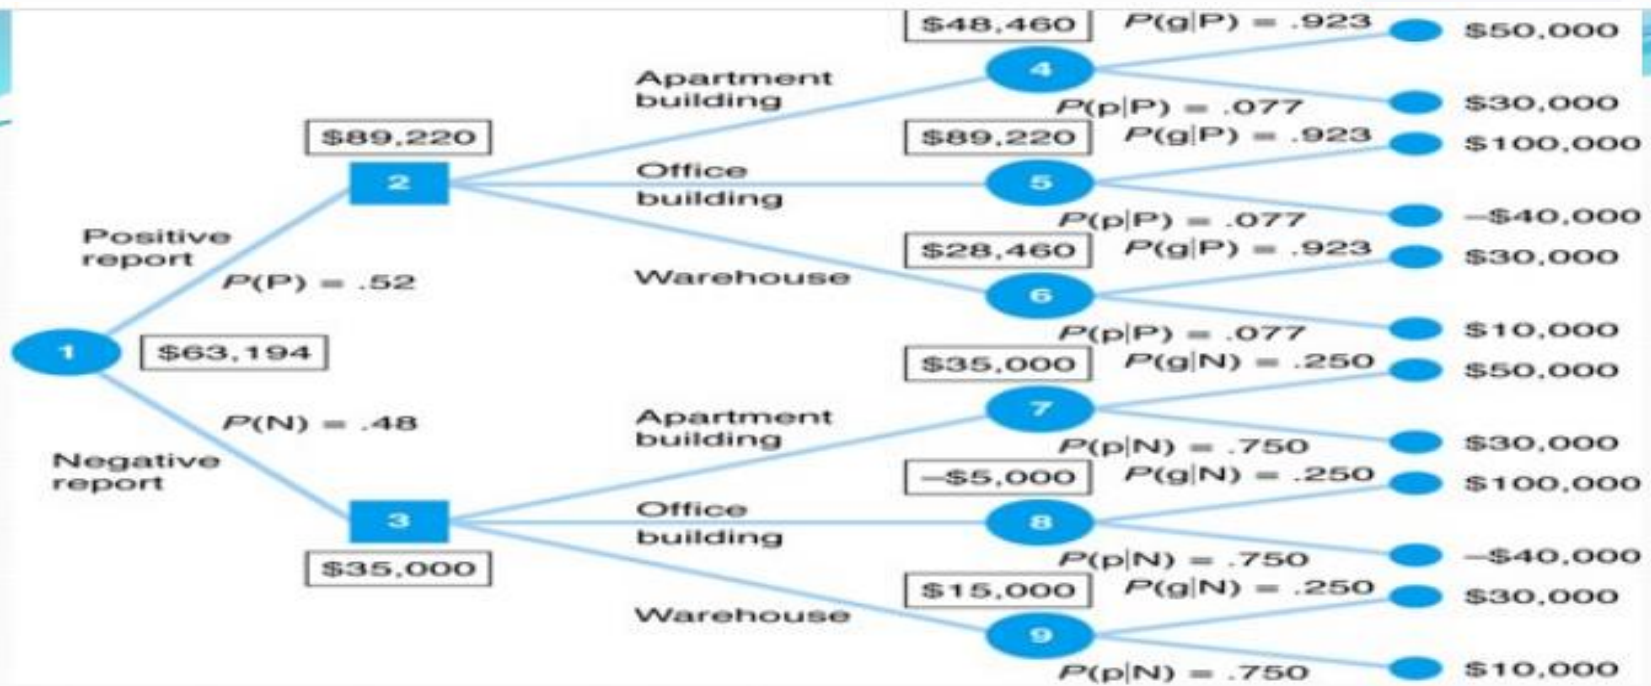 $48,460 P(g|P) = .923 $50,000
4
Apartment
building
P(p|P) = .077 $30,000
$89,220
$89,220 P(g|P) = .923 $100,000
2
Office
building
5
P(p|P) = .077 −$40,000
Positive
report
$28,460 P(g|P) = .923 $30,000
P(P) = .52
Warehouse
6
P(p|P) = .077 $10,000
1
$63,194
$35,000 P(g|N) = .250 $50,000
P(N) = .48
Apartment
building
7
P(p|N) = .750 $30,000
Negative
report
−$5,000 P(g|N) = .250 $100,000
3
Office
building
8
P(p|N) = .750 −$40,000
$35,000
$15,000 P(g|N) = .250 $30,000
Warehouse
9
P(p|N) = .750 $10,000